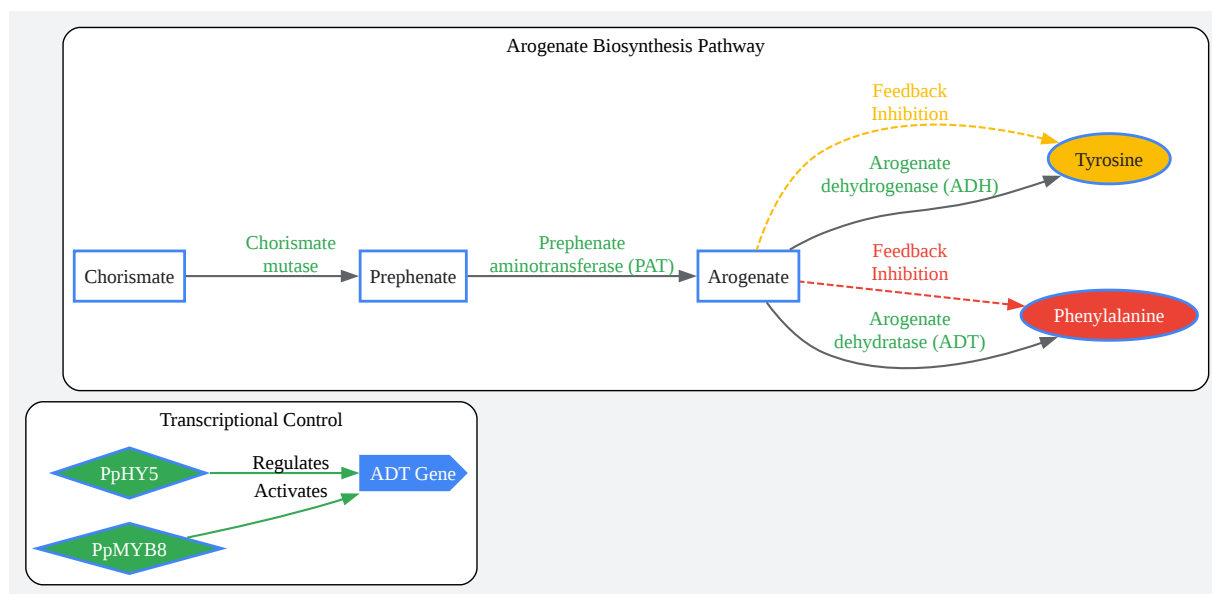 Arogenate Biosynthesis Pathway
Feedback
Inhibition
Tyrosine
Arogenate
dehydrogenase (ADH)
Chorismate
Chorismate
mutase
Prephenate
Prephenate
aminotransferase (PAT)
Arogenate
Feedback
Inhibition
Phenylalanine
Arogenate
dehydratase (ADT)
Transcriptional Control
PpHY5
Regulates
ADT Gene
Activates
PpMYB8